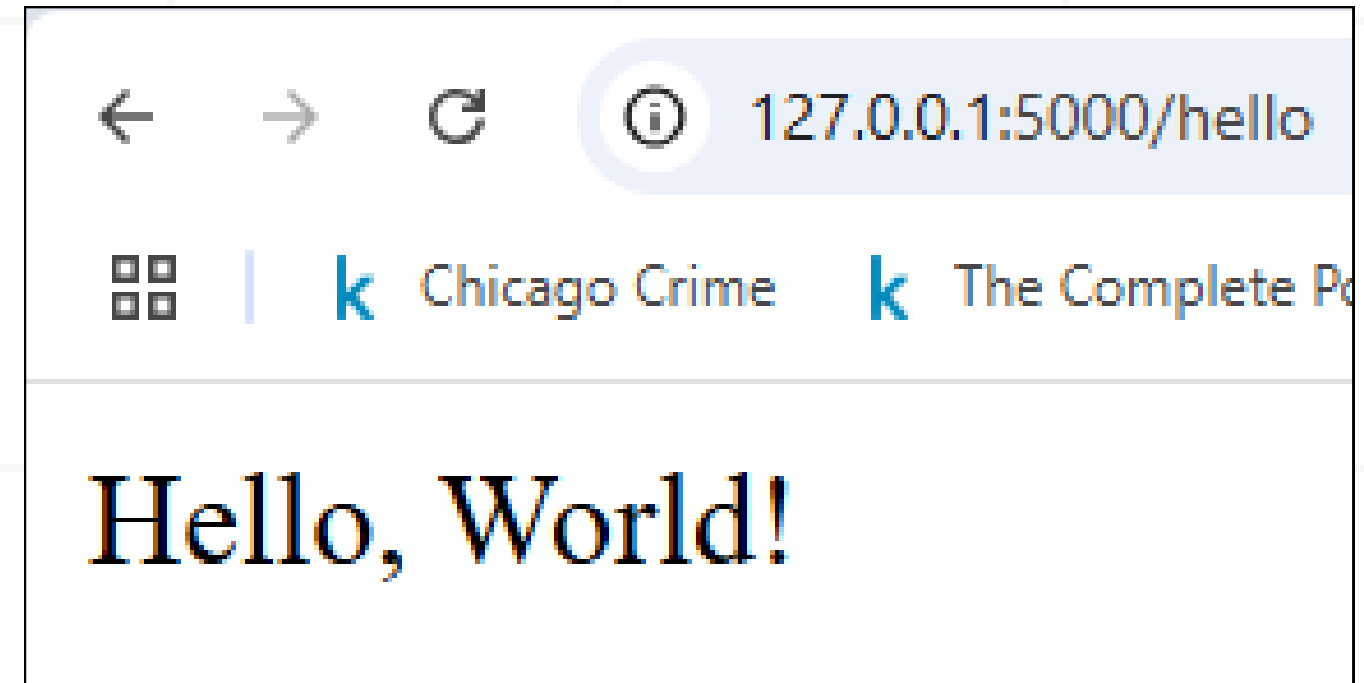 127.0.0.1:5000/hello
k Chicago Crime k The Complete Po
Hello, World!